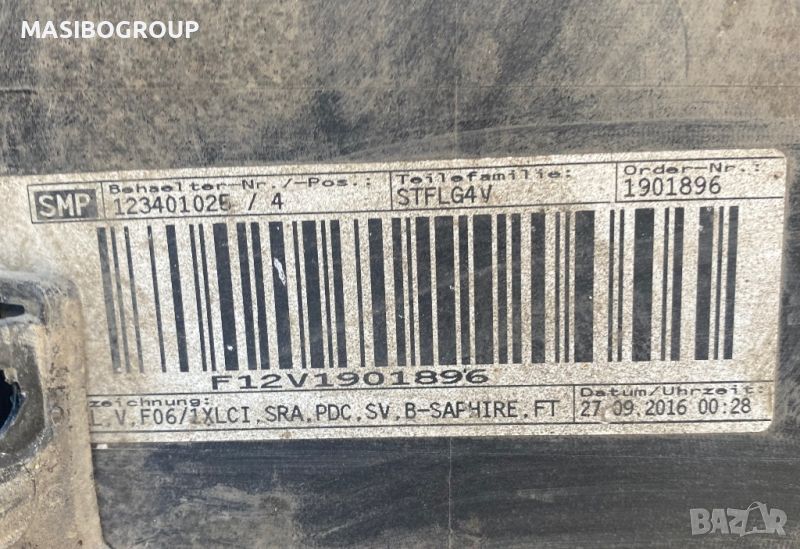 MASIBOGROUP
SMP
Behaelter-Nr./-Pos.:
123401025 / 4
Teilefamilie:
STFLG4V
Order-Nr.:
1901896
F12V1901896
zeichnung:
L.V.F06/1XLCI.SRA.PDC.SV.B-SAPHIRE.FT
Datum/Uhrzeit:
27.09.2016 00:28
BAZAR